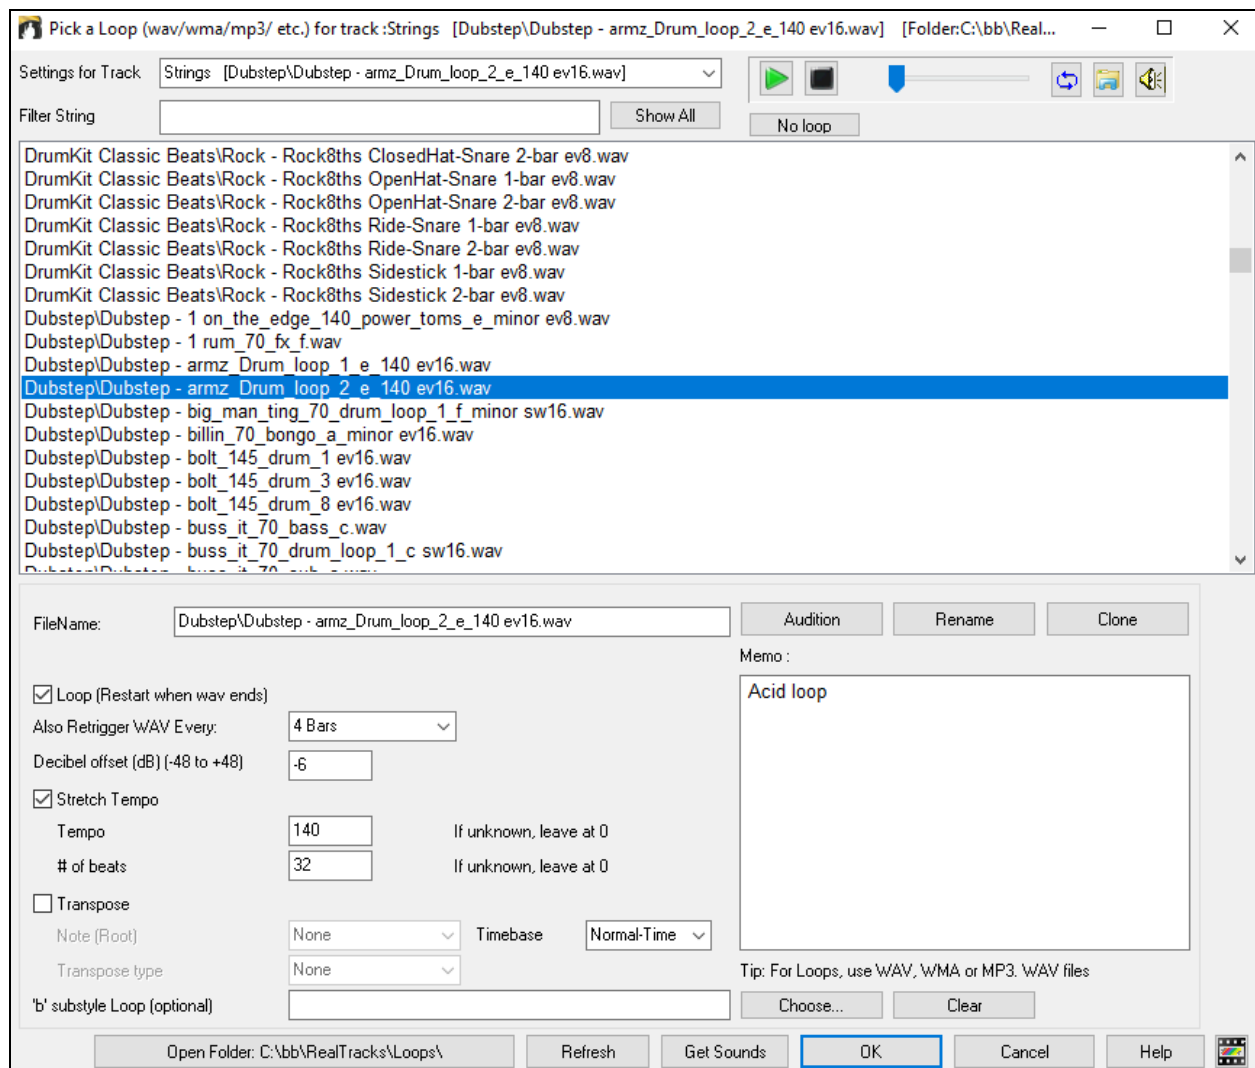 Pick a Loop (wav/wma/mp3/ etc.) for track :Strings [Dubstep\Dubstep - armz_Drum_loop_2_e_140 ev16.wav] [Folder:C:\bb\Real...
Settings for Track
Strings [Dubstep\Dubstep - armz_Drum_loop_2_e_140 ev16.wav]
Filter String
Show All
No loop
DrumKit Classic Beats\Rock - Rock8ths ClosedHat-Snare 2-bar ev8.wav
DrumKit Classic Beats\Rock - Rock8ths OpenHat-Snare 1-bar ev8.wav
DrumKit Classic Beats\Rock - Rock8ths OpenHat-Snare 2-bar ev8.wav
DrumKit Classic Beats\Rock - Rock8ths Ride-Snare 1-bar ev8.wav
DrumKit Classic Beats\Rock - Rock8ths Ride-Snare 2-bar ev8.wav
DrumKit Classic Beats\Rock - Rock8ths Sidestick 1-bar ev8.wav
DrumKit Classic Beats\Rock - Rock8ths Sidestick 2-bar ev8.wav
Dubstep\Dubstep - 1 on_the_edge_140_power_toms_e_minor ev8.wav
Dubstep\Dubstep - 1 rum_70_fx_f.wav
Dubstep\Dubstep - armz_Drum_loop_1_e_140 ev16.wav
Dubstep\Dubstep - armz_Drum_loop_2_e_140 ev16.wav
Dubstep\Dubstep - big_man_ting_70_drum_loop_1_f_minor sw16.wav
Dubstep\Dubstep - billin_70_bongo_a_minor ev16.wav
Dubstep\Dubstep - bolt_145_drum_1 ev16.wav
Dubstep\Dubstep - bolt_145_drum_3 ev16.wav
Dubstep\Dubstep - bolt_145_drum_8 ev16.wav
Dubstep\Dubstep - buss_it_70_bass_c.wav
Dubstep\Dubstep - buss_it_70_drum_loop_1_c sw16.wav
FileName:
Dubstep\Dubstep - armz_Drum_loop_2_e_140 ev16.wav
Audition
Rename
Clone
Memo :
Acid loop
Loop (Restart when wav ends)
Also Retrigger WAV Every:
4 Bars
Decibel offset (dB) (-48 to +48)
-6
Stretch Tempo
Tempo
140
If unknown, leave at 0
# of beats
32
If unknown, leave at 0
Transpose
Note (Root)
None
Timebase
Normal-Time
Transpose type
None
Tip: For Loops, use WAV, WMA or MP3. WAV files
'b' substyle Loop (optional)
Choose...
Clear
Open Folder: C:\bb\RealTracks\Loops\
Refresh
Get Sounds
OK
Cancel
Help